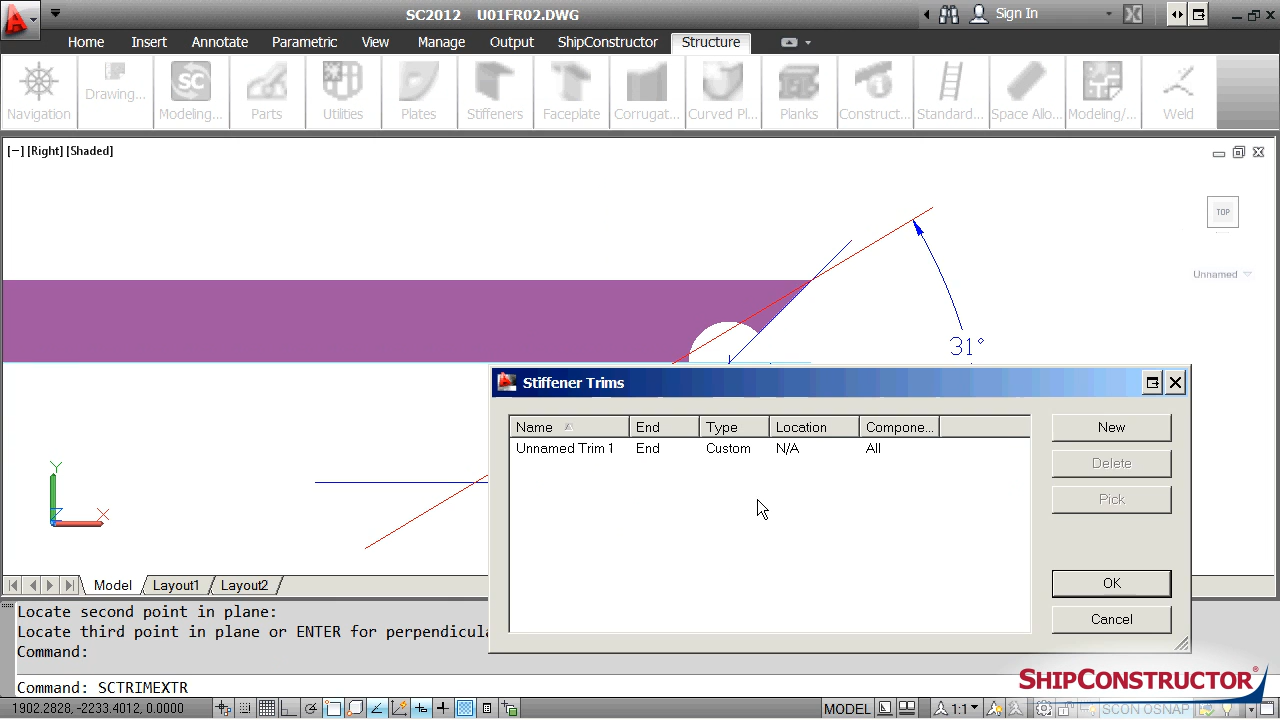 SC2012 U01FR02.DWG
Sign In
Home Insert Annotate Parametric View Manage Output ShipConstructor Structure
SC
Navigation Drawing... Modeling... Parts Utilities Plates Stiffeners Faceplate Corrugat... Curved Pl... Planks Construct... Standard... Space Allo... Modeling/... Weld
[−] [Right] [Shaded]
TOP
Unnamed
31°
Stiffener Trims
Name End Type Location Compone...
Unnamed Trim 1 End Custom N/A All
New
Delete
Pick
OK
Cancel
Y
Z
X
Model Layout1 Layout2
Locate second point in plane:
Locate third point in plane or ENTER for perpendicula
Command:
Command: SCTRIMEXTR
SHIPCONSTRUCTOR
1902.2828, -2233.4012, 0.0000 MODEL 1:1 SCON OSNAP